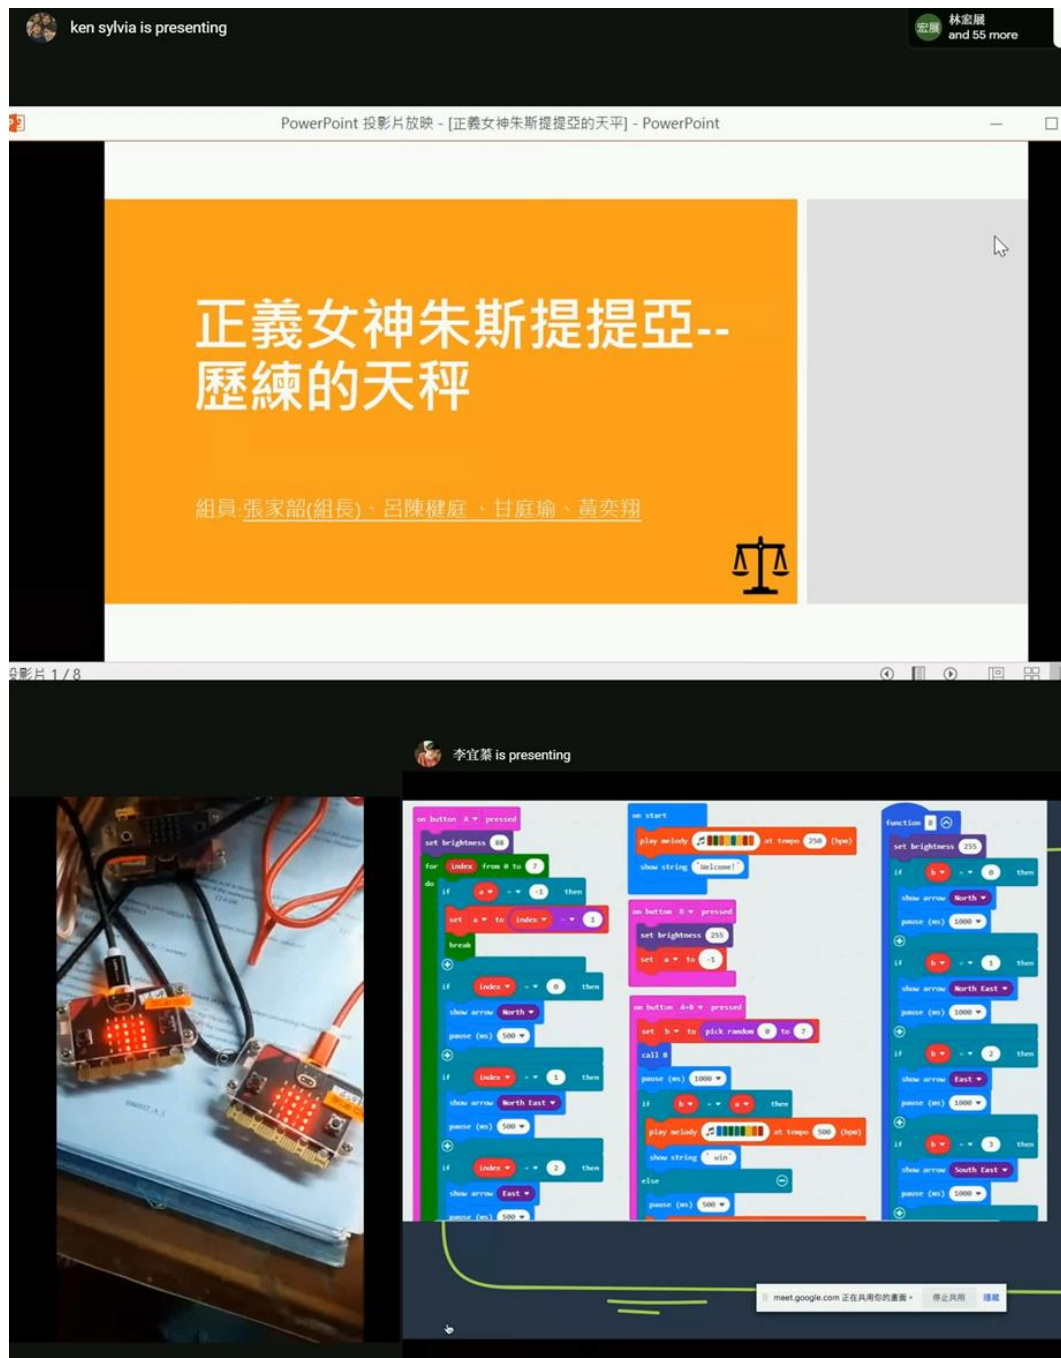 ken sylvia is presenting
宏展
林宏展
and 55 more
PowerPoint 投影片放映 - [正義女神朱斯提提亞的天平] - PowerPoint
正義女神朱斯提提亞--
歷練的天秤
組員:張家韶(組長)、呂陳健庭、甘庭瑜、黃奕翔
投影片 1 / 8
李宜蓁 is presenting
on button A pressed
set brightness 88
for index from 0 to 7
do
if a = -1 then
set a to index - 1
break
if index = 0 then
show arrow North
pause (ms) 500
if index = 1 then
show arrow North East
pause (ms) 500
if index = 2 then
show arrow East
pause (ms) 500
on start
play melody at tempo 250 (bpm)
show string "Welcome!"
on button B pressed
set brightness 255
set a to -1
on button A+B pressed
set b to pick random 0 to 7
call B
pause (ms) 1000
if b = a then
play melody at tempo 500 (bpm)
show string " win"
else
pause (ms) 500
function B
set brightness 255
if b = 0 then
show arrow North
pause (ms) 1000
if b = 1 then
show arrow North East
pause (ms) 1000
if b = 2 then
show arrow East
pause (ms) 1000
if b = 3 then
show arrow South East
pause (ms) 1000
meet.google.com 正在共用你的畫面。 停止共用 隱藏